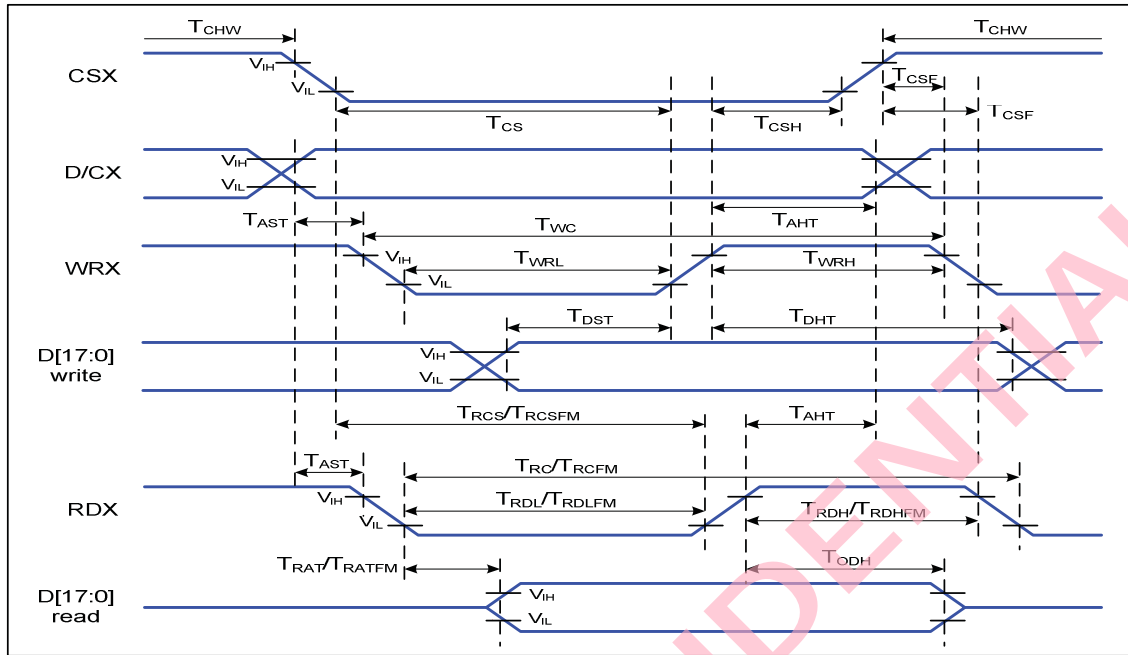 TCHW TCHW
CSX VIH VIL TCSF
TCS TCSH TCSF
D/CX VIH VIL
TAST TWC TAHT
WRX VIH VIL TWRL TWRH
TDST TDHT
D[17:0]
write VIH VIL
TRCS/TRCSFM TAHT
TAST TRC/TRCFM
RDX VIH VIL TRDL/TRDLFM TRDH/TRDHFM
TRAT/TRATFM TODH
D[17:0]
read VIH VIL